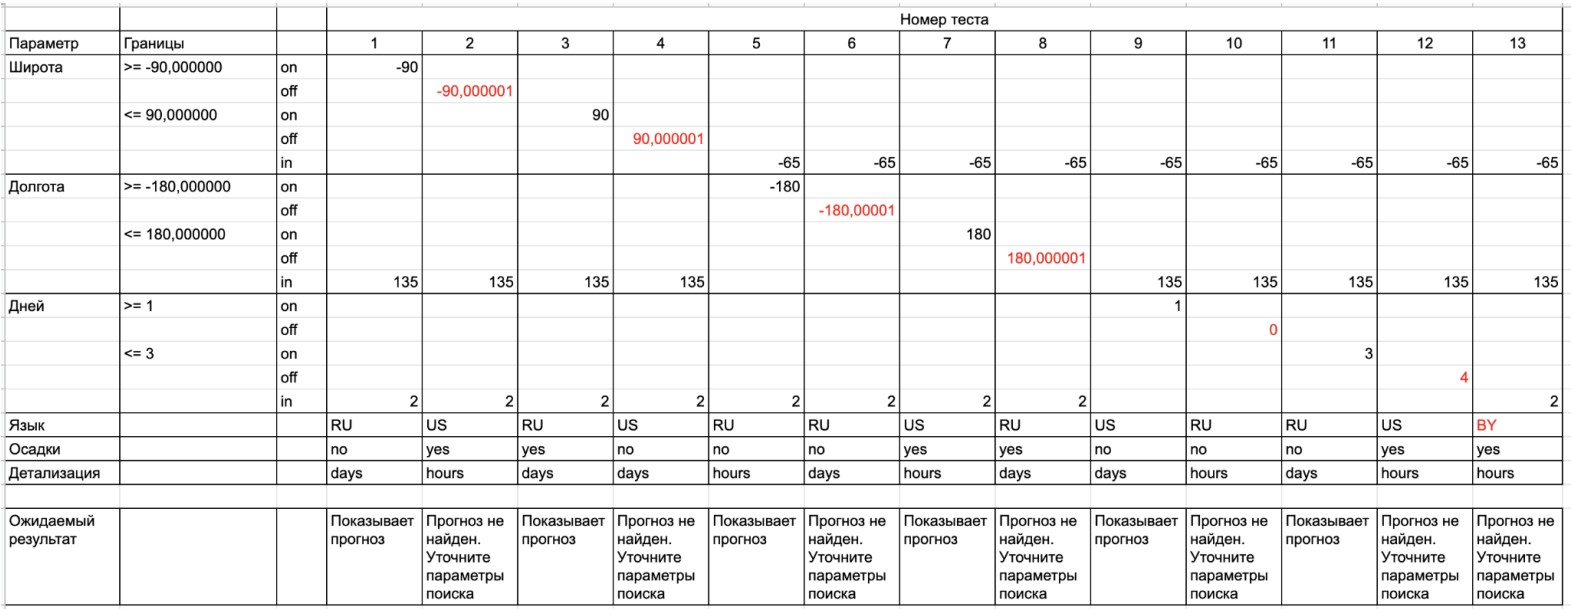 Номер теста
Параметр Границы 1 2 3 4 5 6 7 8 9 10 11 12 13
Широта >= -90,000000 on -90
off -90,000001
<= 90,000000 on 90
off 90,000001
in -65 -65 -65 -65 -65 -65 -65 -65 -65
Долгота >= -180,000000 on -180
off -180,00001
<= 180,000000 on 180
off 180,000001
in 135 135 135 135 135 135 135 135 135
Дней >= 1 on 1
off 0
<= 3 on 3
off 4
in 2 2 2 2 2 2 2 2 2
Язык RU US RU US RU RU US RU US RU RU US BY
Осадки no yes yes no no no yes yes no no no yes yes
Детализация days hours days days hours hours hours days days hours days hours hours
Ожидаемый Показывает Прогноз не Показывает Прогноз не Показывает Прогноз не Показывает Прогноз не Показывает Прогноз не Показывает Прогноз не Прогноз не
результат прогноз найден. прогноз найден. прогноз найден. прогноз найден. прогноз найден. прогноз найден. найден.
Уточните Уточните Уточните Уточните Уточните Уточните Уточните
параметры параметры параметры параметры параметры параметры параметры
поиска поиска поиска поиска поиска поиска поиска